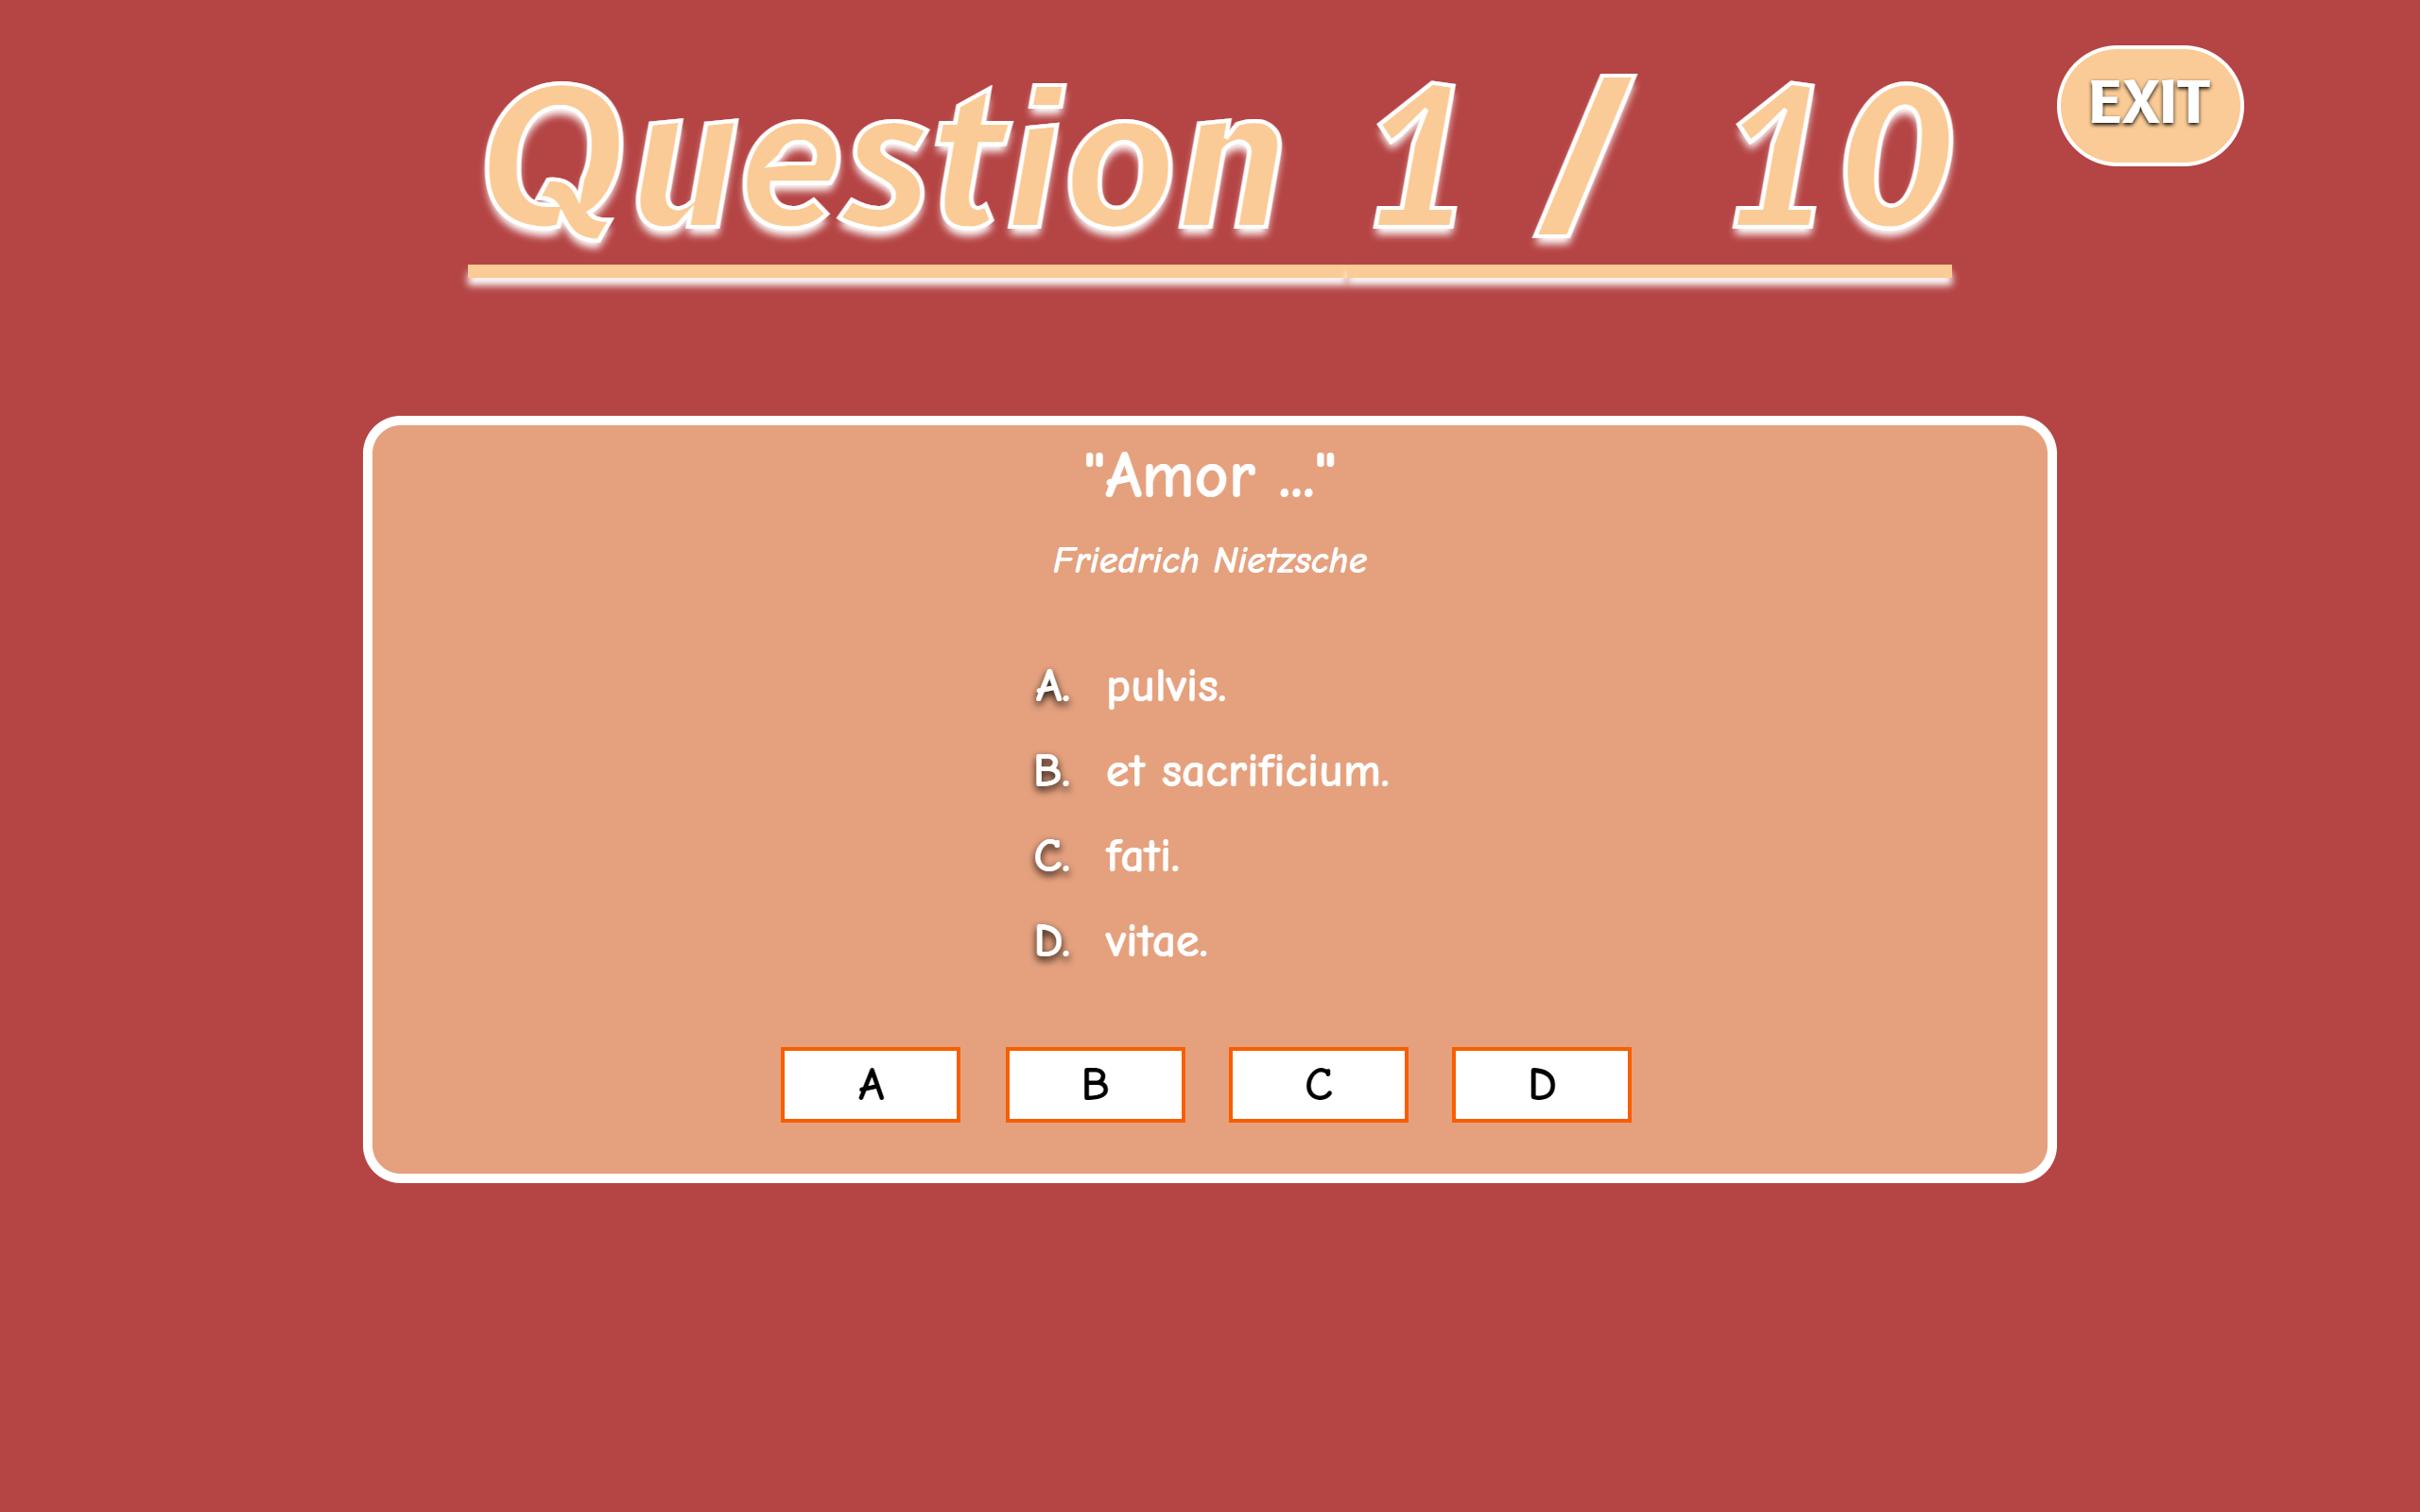 Question 1 / 10
EXIT
"Amor ..."
Friedrich Nietzsche
A. pulvis.
B. et sacrificium.
C. fati.
D. vitae.
A B C D